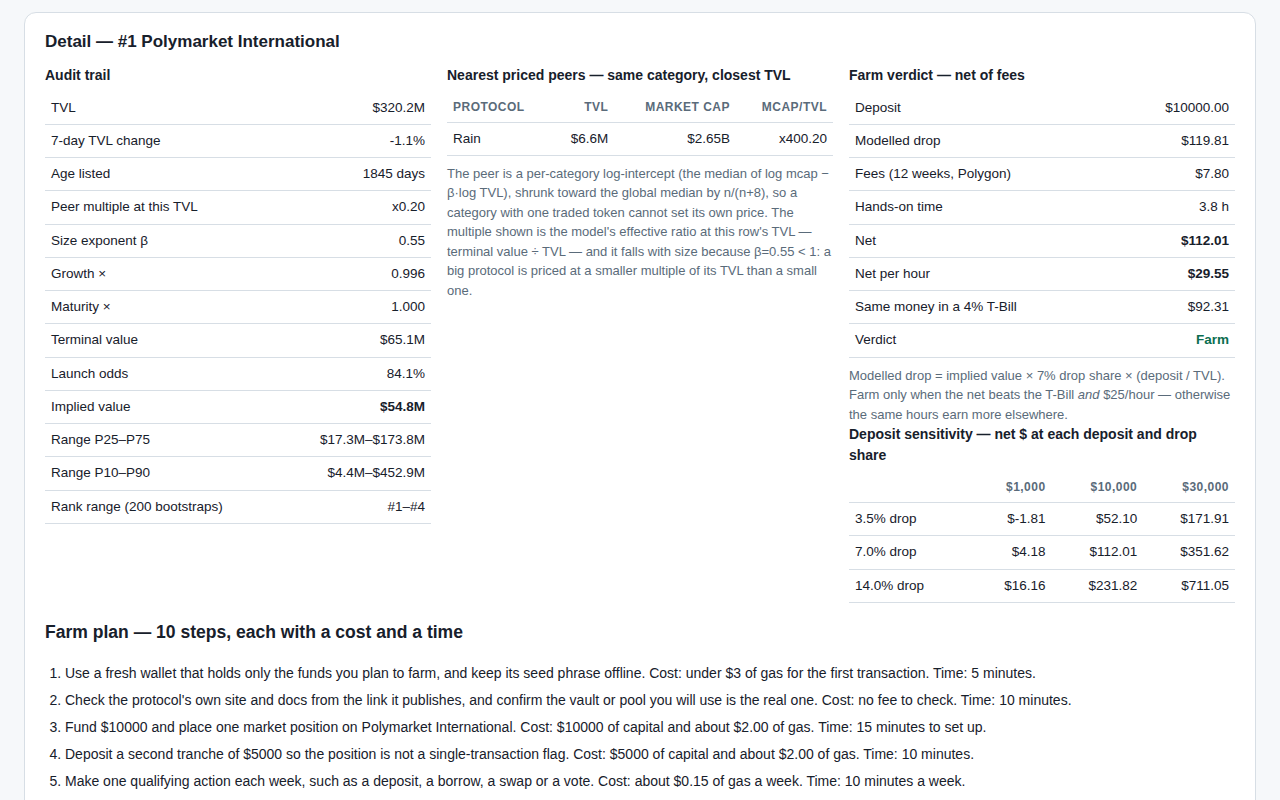 Detail — #1 Polymarket International
Audit trail
TVL $320.2M
7-day TVL change -1.1%
Age listed 1845 days
Peer multiple at this TVL x0.20
Size exponent β 0.55
Growth × 0.996
Maturity × 1.000
Terminal value $65.1M
Launch odds 84.1%
Implied value $54.8M
Range P25–P75 $17.3M–$173.8M
Range P10–P90 $4.4M–$452.9M
Rank range (200 bootstraps) #1–#4
Nearest priced peers — same category, closest TVL
PROTOCOL TVL MARKET CAP MCAP/TVL
Rain $6.6M $2.65B x400.20
The peer is a per-category log-intercept (the median of log mcap −
β·log TVL), shrunk toward the global median by n/(n+8), so a
category with one traded token cannot set its own price. The
multiple shown is the model's effective ratio at this row's TVL —
terminal value ÷ TVL — and it falls with size because β=0.55 < 1: a
big protocol is priced at a smaller multiple of its TVL than a small
one.
Farm verdict — net of fees
Deposit $10000.00
Modelled drop $119.81
Fees (12 weeks, Polygon) $7.80
Hands-on time 3.8 h
Net $112.01
Net per hour $29.55
Same money in a 4% T-Bill $92.31
Verdict Farm
Modelled drop = implied value × 7% drop share × (deposit / TVL).
Farm only when the net beats the T-Bill and $25/hour — otherwise
the same hours earn more elsewhere.
Deposit sensitivity — net $ at each deposit and drop
share
$1,000 $10,000 $30,000
3.5% drop $-1.81 $52.10 $171.91
7.0% drop $4.18 $112.01 $351.62
14.0% drop $16.16 $231.82 $711.05
Farm plan — 10 steps, each with a cost and a time
1. Use a fresh wallet that holds only the funds you plan to farm, and keep its seed phrase offline. Cost: under $3 of gas for the first transaction. Time: 5 minutes.
2. Check the protocol's own site and docs from the link it publishes, and confirm the vault or pool you will use is the real one. Cost: no fee to check. Time: 10 minutes.
3. Fund $10000 and place one market position on Polymarket International. Cost: $10000 of capital and about $2.00 of gas. Time: 15 minutes to set up.
4. Deposit a second tranche of $5000 so the position is not a single-transaction flag. Cost: $5000 of capital and about $2.00 of gas. Time: 10 minutes.
5. Make one qualifying action each week, such as a deposit, a borrow, a swap or a vote. Cost: about $0.15 of gas a week. Time: 10 minutes a week.